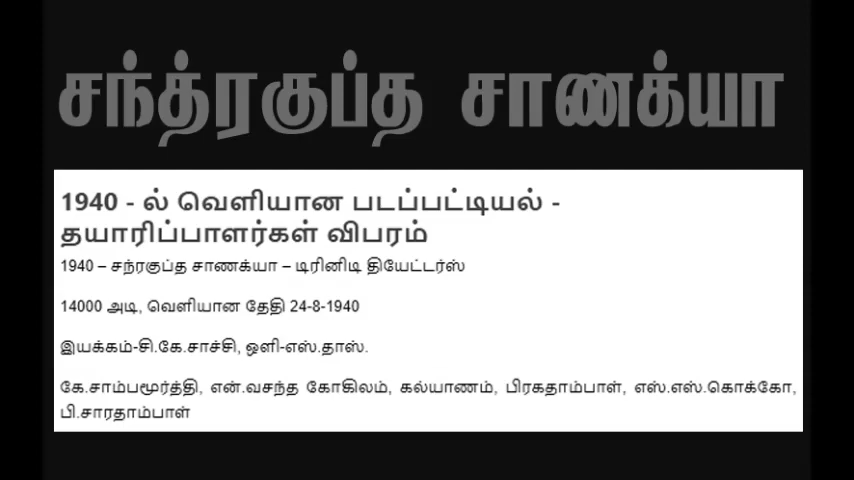 சந்த்ரகுப்த சாணக்யா
1940 - ல் வெளியான படப்பட்டியல் -
தயாரிப்பாளர்கள் விபரம்
1940 – சந்ரகுப்த சாணக்யா – டிரினிடி தியேட்டர்ஸ்
14000 அடி, வெளியான தேதி 24-8-1940
இயக்கம்-சி.கே.சாச்சி, ஒளி-எஸ்.தாஸ்.
கே.சாம்பமூர்த்தி, என்.வசந்த கோகிலம், கல்யாணம், பிரகதாம்பாள், எஸ்.எஸ்.கொக்கோ,
பி.சாரதாம்பாள்